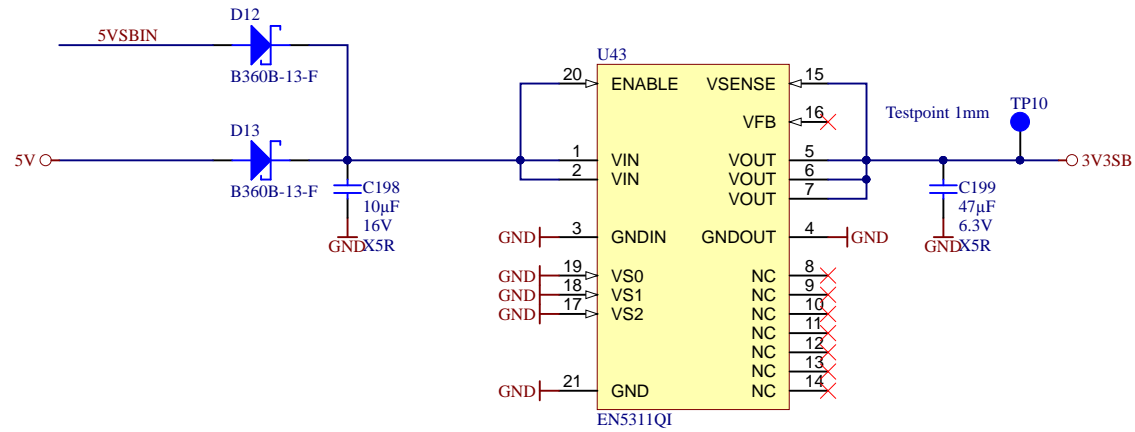 D12
5VSBIN
B360B-13-F
D13
5V
B360B-13-F
C198
10µF
16V
X5R
GND
U43
20 ENABLE VSENSE 15
VFB 16
1 VIN VOUT 5
2 VIN VOUT 6
VOUT 7
GND 3 GNDIN GNDOUT 4 GND
GND 19 VS0 NC 8
GND 18 VS1 NC 9
GND 17 VS2 NC 10
NC 11
NC 12
NC 13
GND 21 GND NC 14
EN5311QI
Testpoint 1mm
TP10
3V3SB
C199
47µF
6.3V
GND X5R